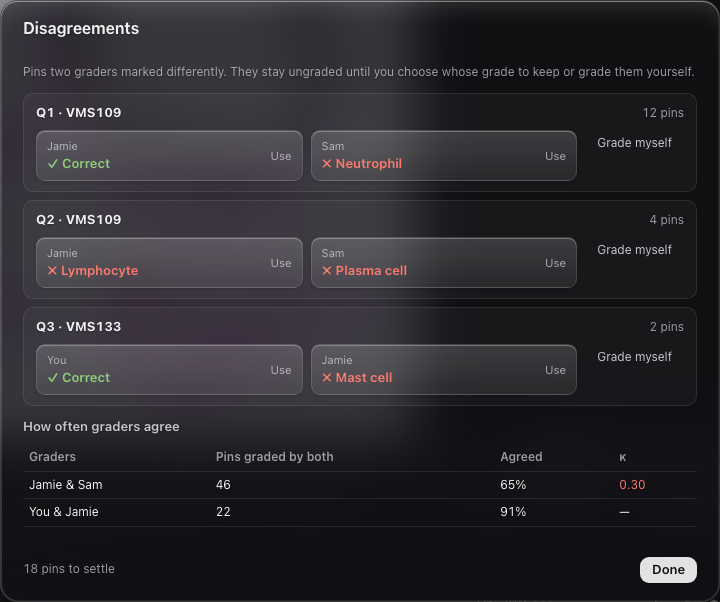 Disagreements
Pins two graders marked differently. They stay ungraded until you choose whose grade to keep or grade them yourself.
Q1 · VMS109
12 pins
Jamie
✓ Correct
Use
Sam
✕ Neutrophil
Use
Grade myself
Q2 · VMS109
4 pins
Jamie
✕ Lymphocyte
Use
Sam
✕ Plasma cell
Use
Grade myself
Q3 · VMS133
2 pins
You
✓ Correct
Use
Jamie
✕ Mast cell
Use
Grade myself
How often graders agree
Graders Pins graded by both Agreed κ
Jamie & Sam 46 65% 0.30
You & Jamie 22 91% —
18 pins to settle
Done